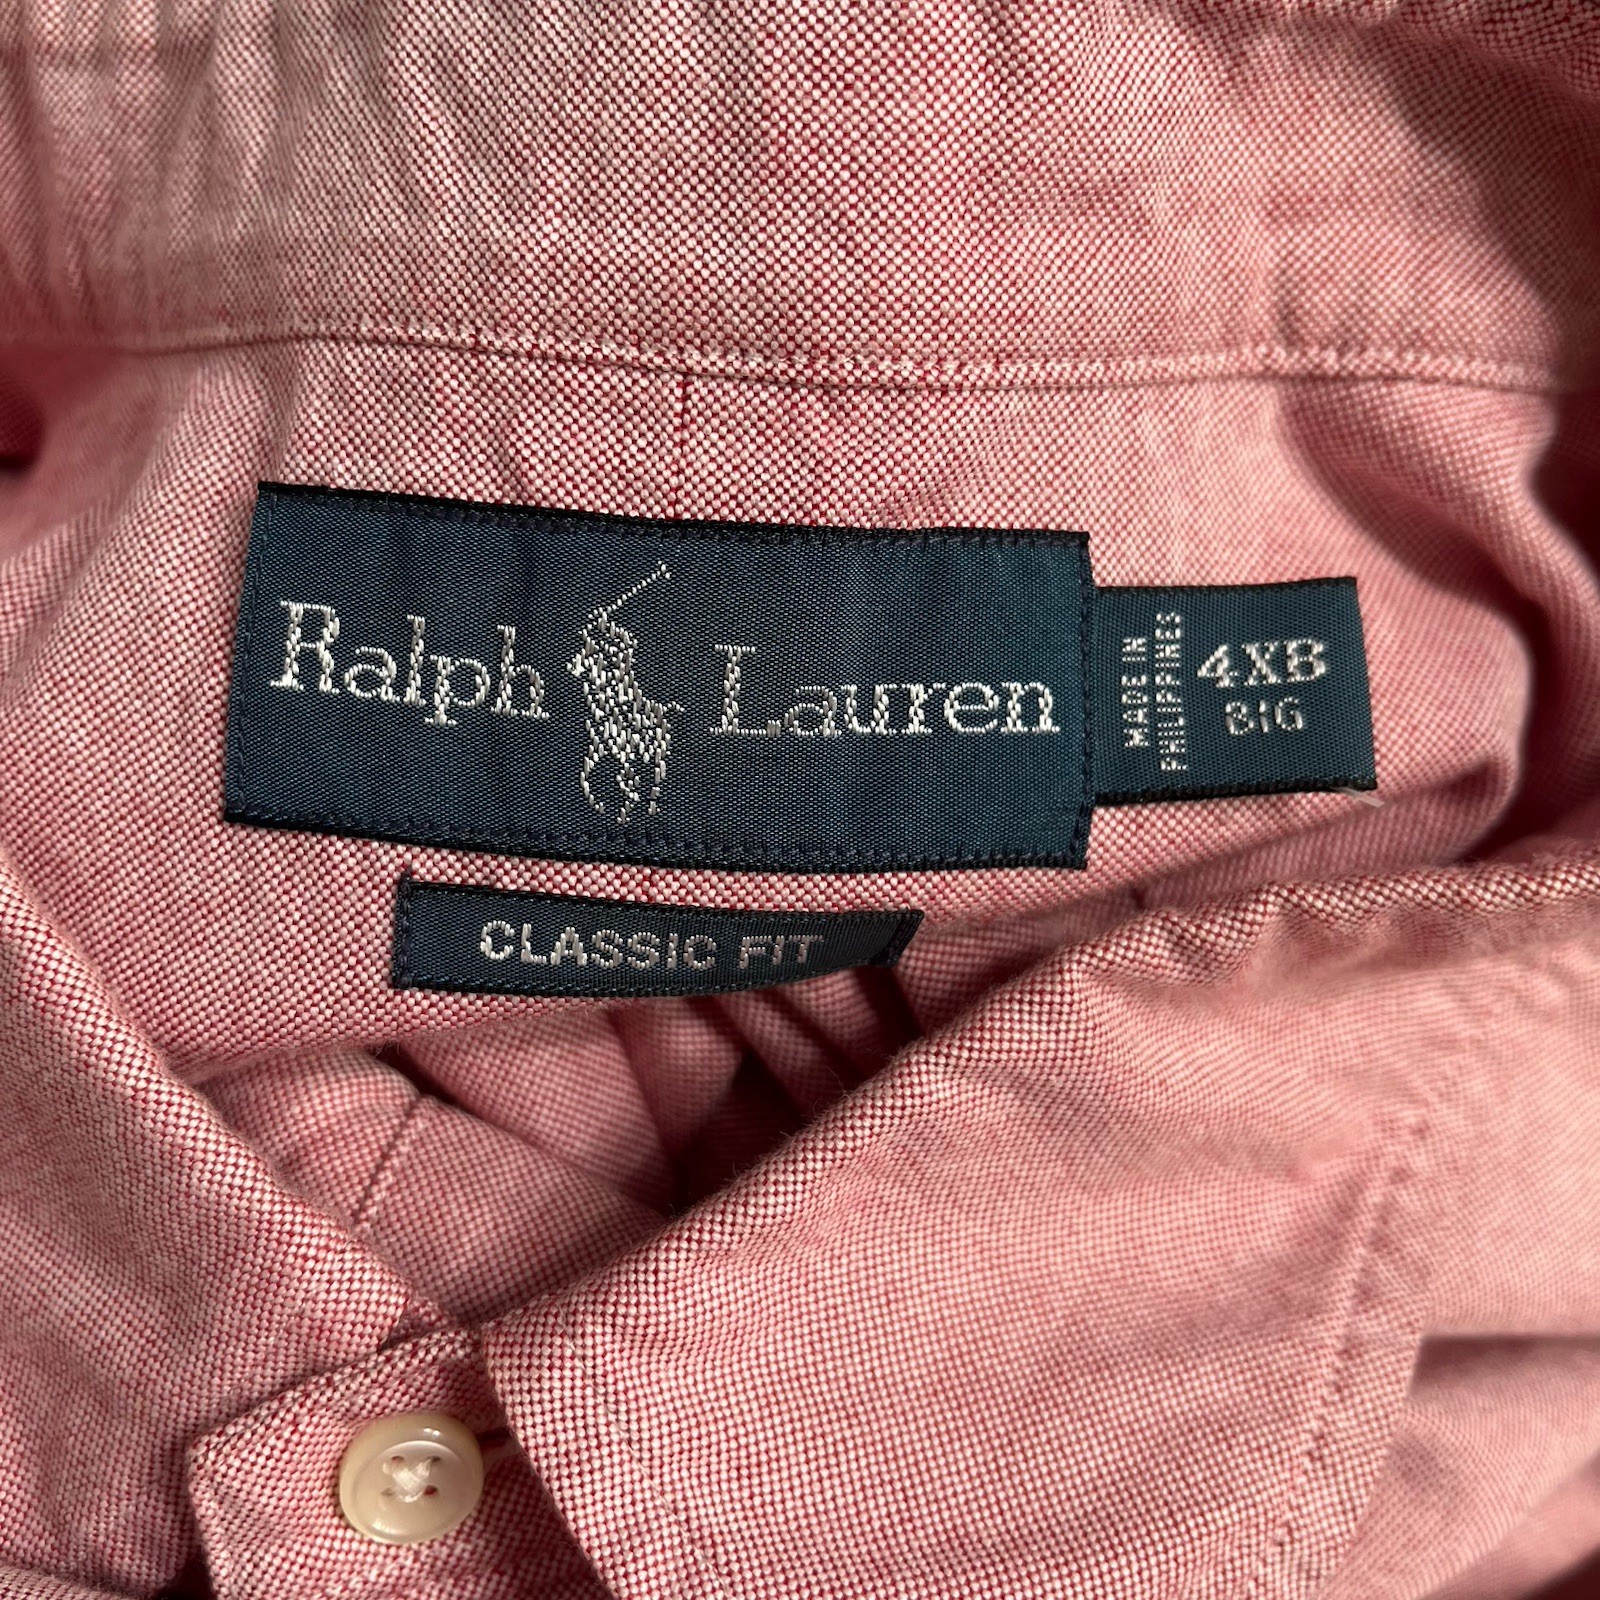 Ralph Lauren
MADE IN
PHILIPPINES
4XB
BIG
CLASSIC FIT